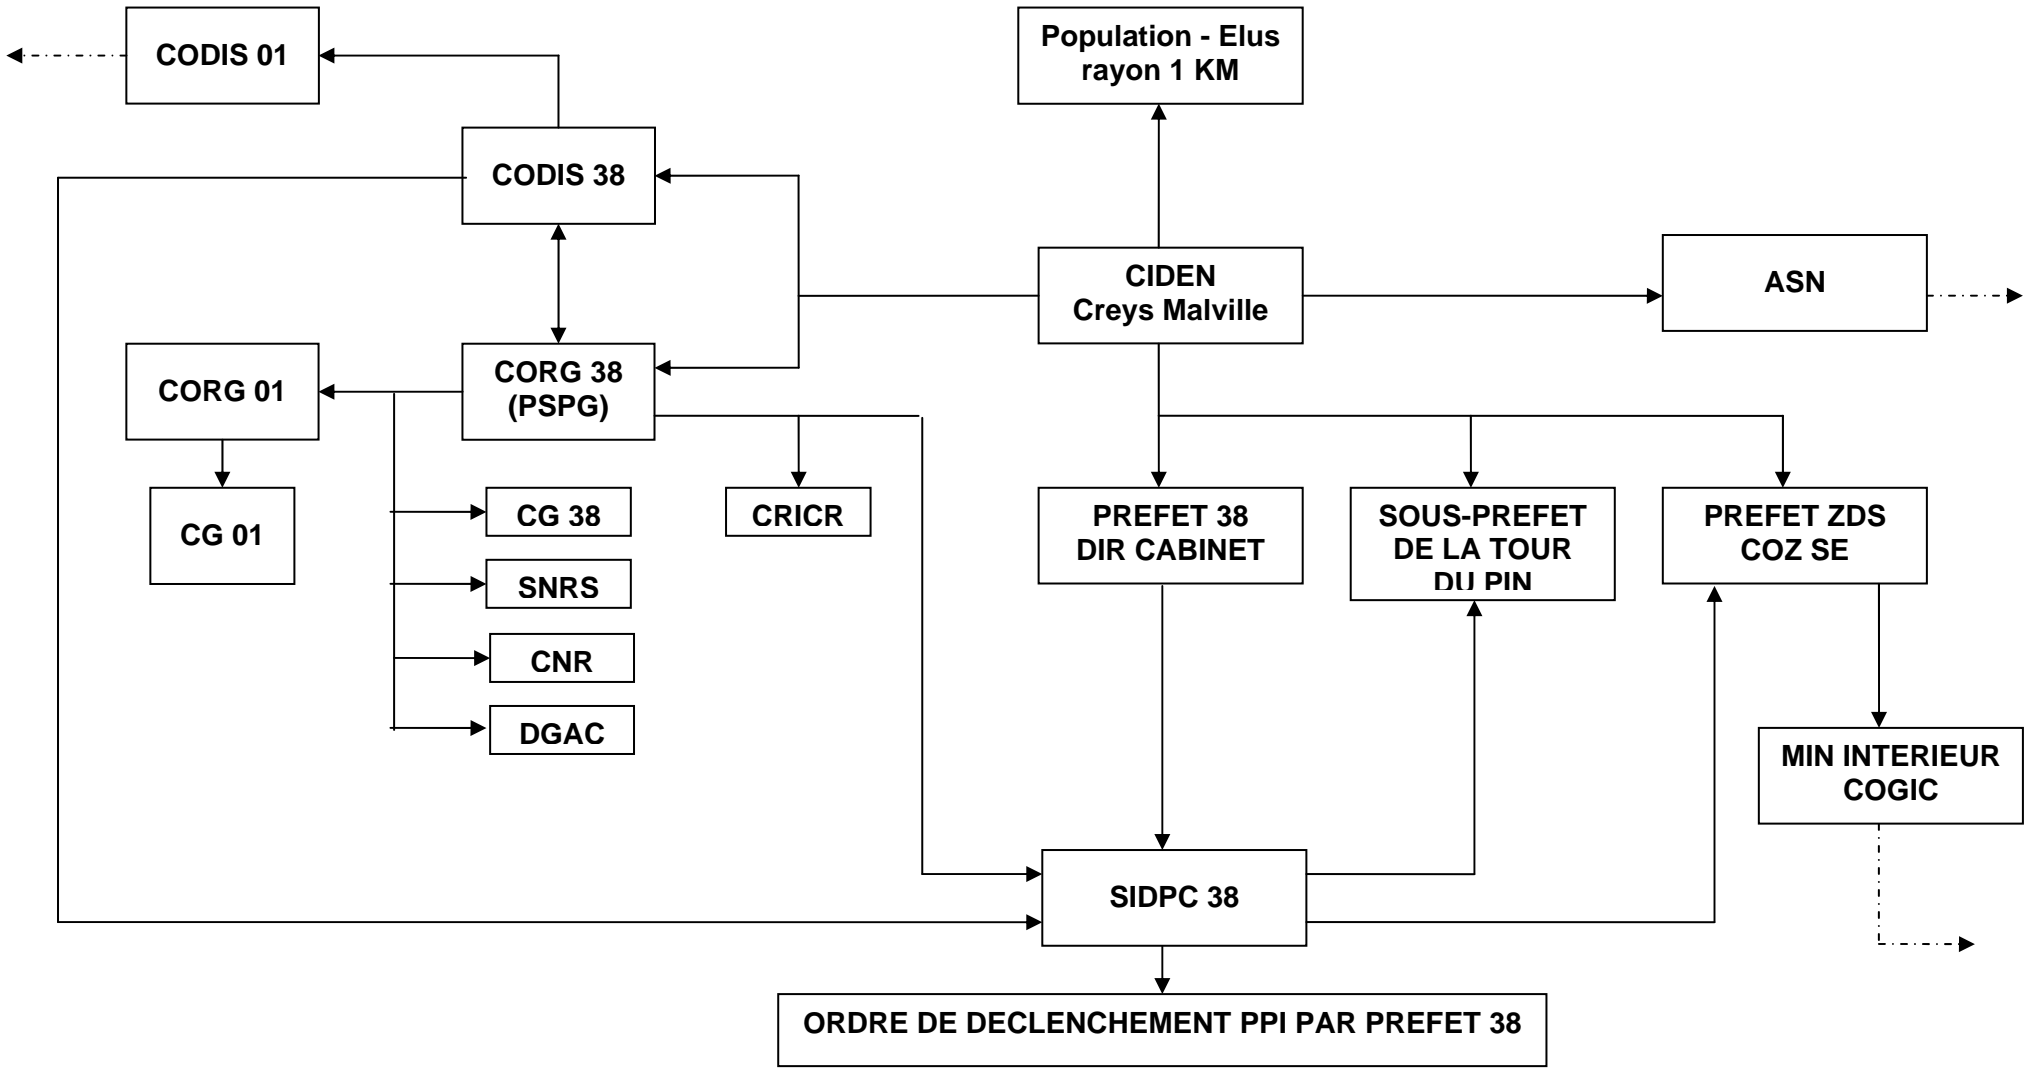 CODIS 01
Population - Elus
rayon 1 KM
CODIS 38
CIDEN
Creys Malville
ASN
CORG 01
CORG 38
(PSPG)
CG 01
CG 38
CRICR
PREFET 38
DIR CABINET
SOUS-PREFET
DE LA TOUR
DU PIN
PREFET ZDS
COZ SE
SNRS
CNR
DGAC
MIN INTERIEUR
COGIC
SIDPC 38
ORDRE DE DECLENCHEMENT PPI PAR PREFET 38